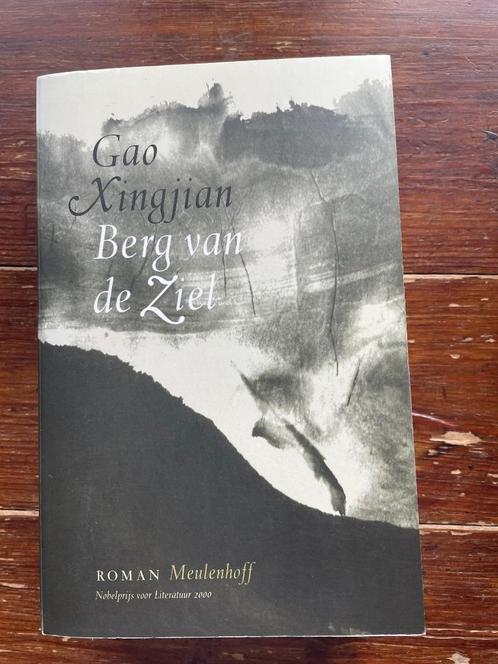 Gao
Xingjian
Berg van
de Ziel
ROMAN Meulenhoff
Nobelprijs voor Literatuur 2000